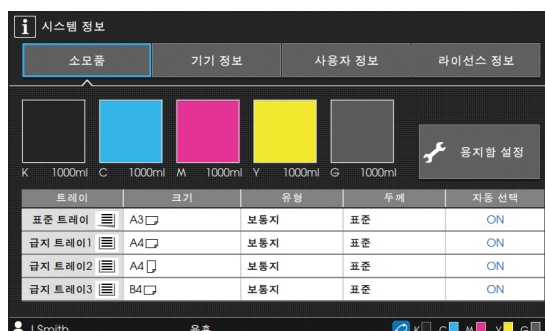 i 시스템 정보
소모품 기기 정보 사용자 정보 라이선스 정보
K 1000ml C 1000ml M 1000ml Y 1000ml G 1000ml
용지함 설정
트레이 크기 유형 두께 자동 선택
표준 트레이 A3 보통지 표준 ON
급지 트레이1 A4 보통지 표준 ON
급지 트레이2 A4 보통지 표준 ON
급지 트레이3 B4 보통지 표준 ON
J.Smith K C M Y G